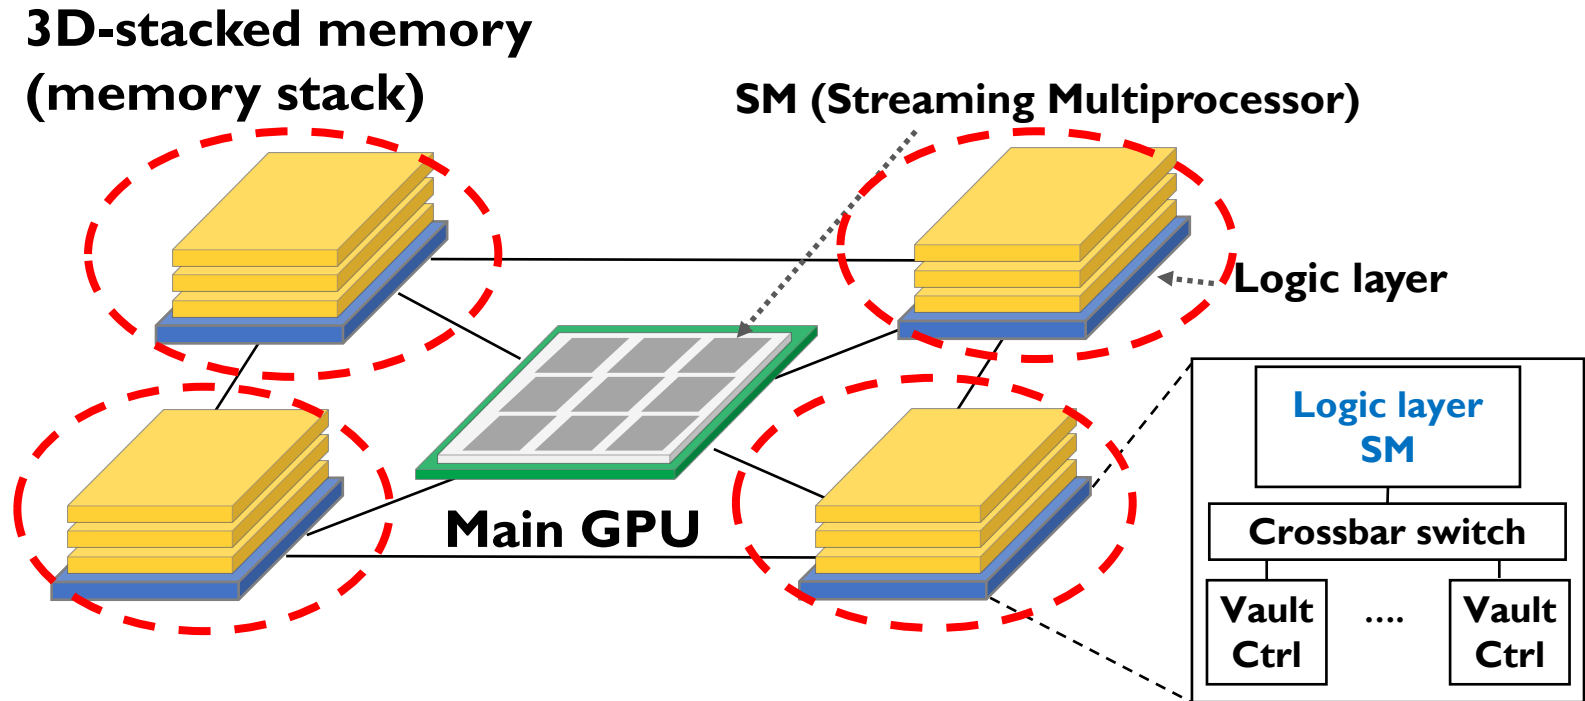 3D-stacked memory
(memory stack)
SM (Streaming Multiprocessor)
Logic layer
Main GPU
Logic layer
SM
Crossbar switch
Vault
Ctrl
....
Vault
Ctrl